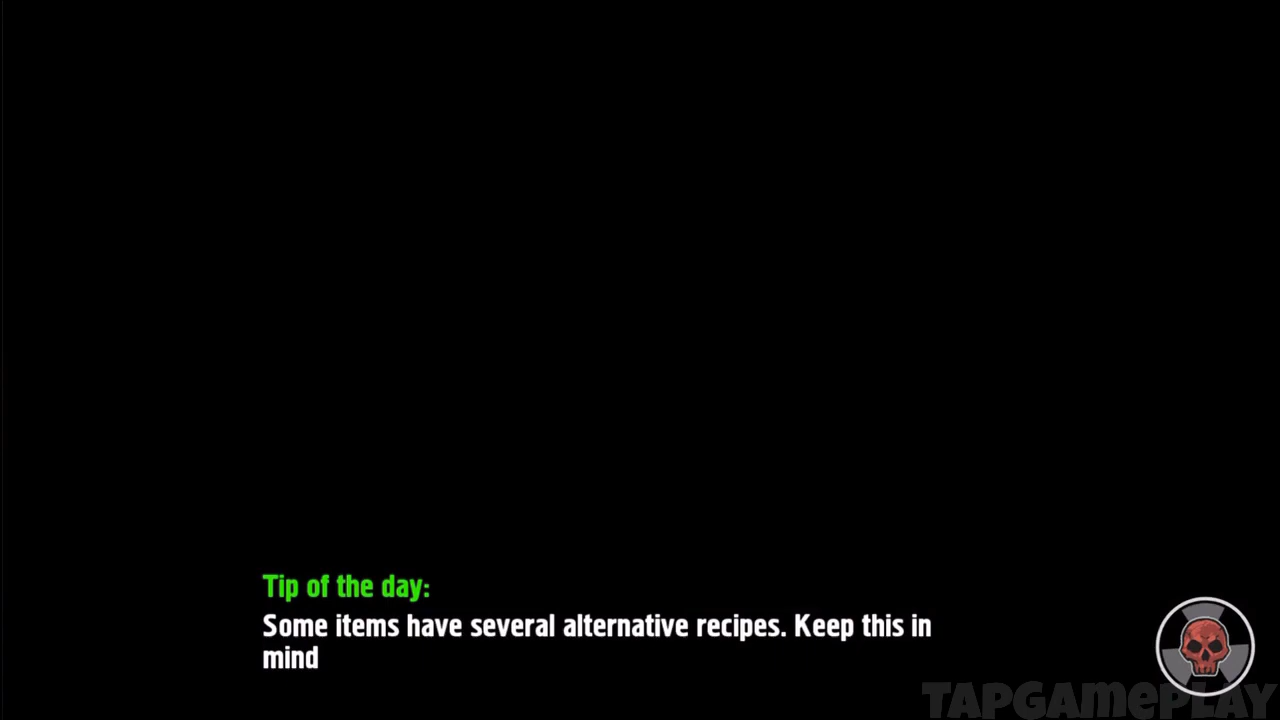 Tip of the day:
Some items have several alternative recipes. Keep this in
mind
TAPGAMEPLAY